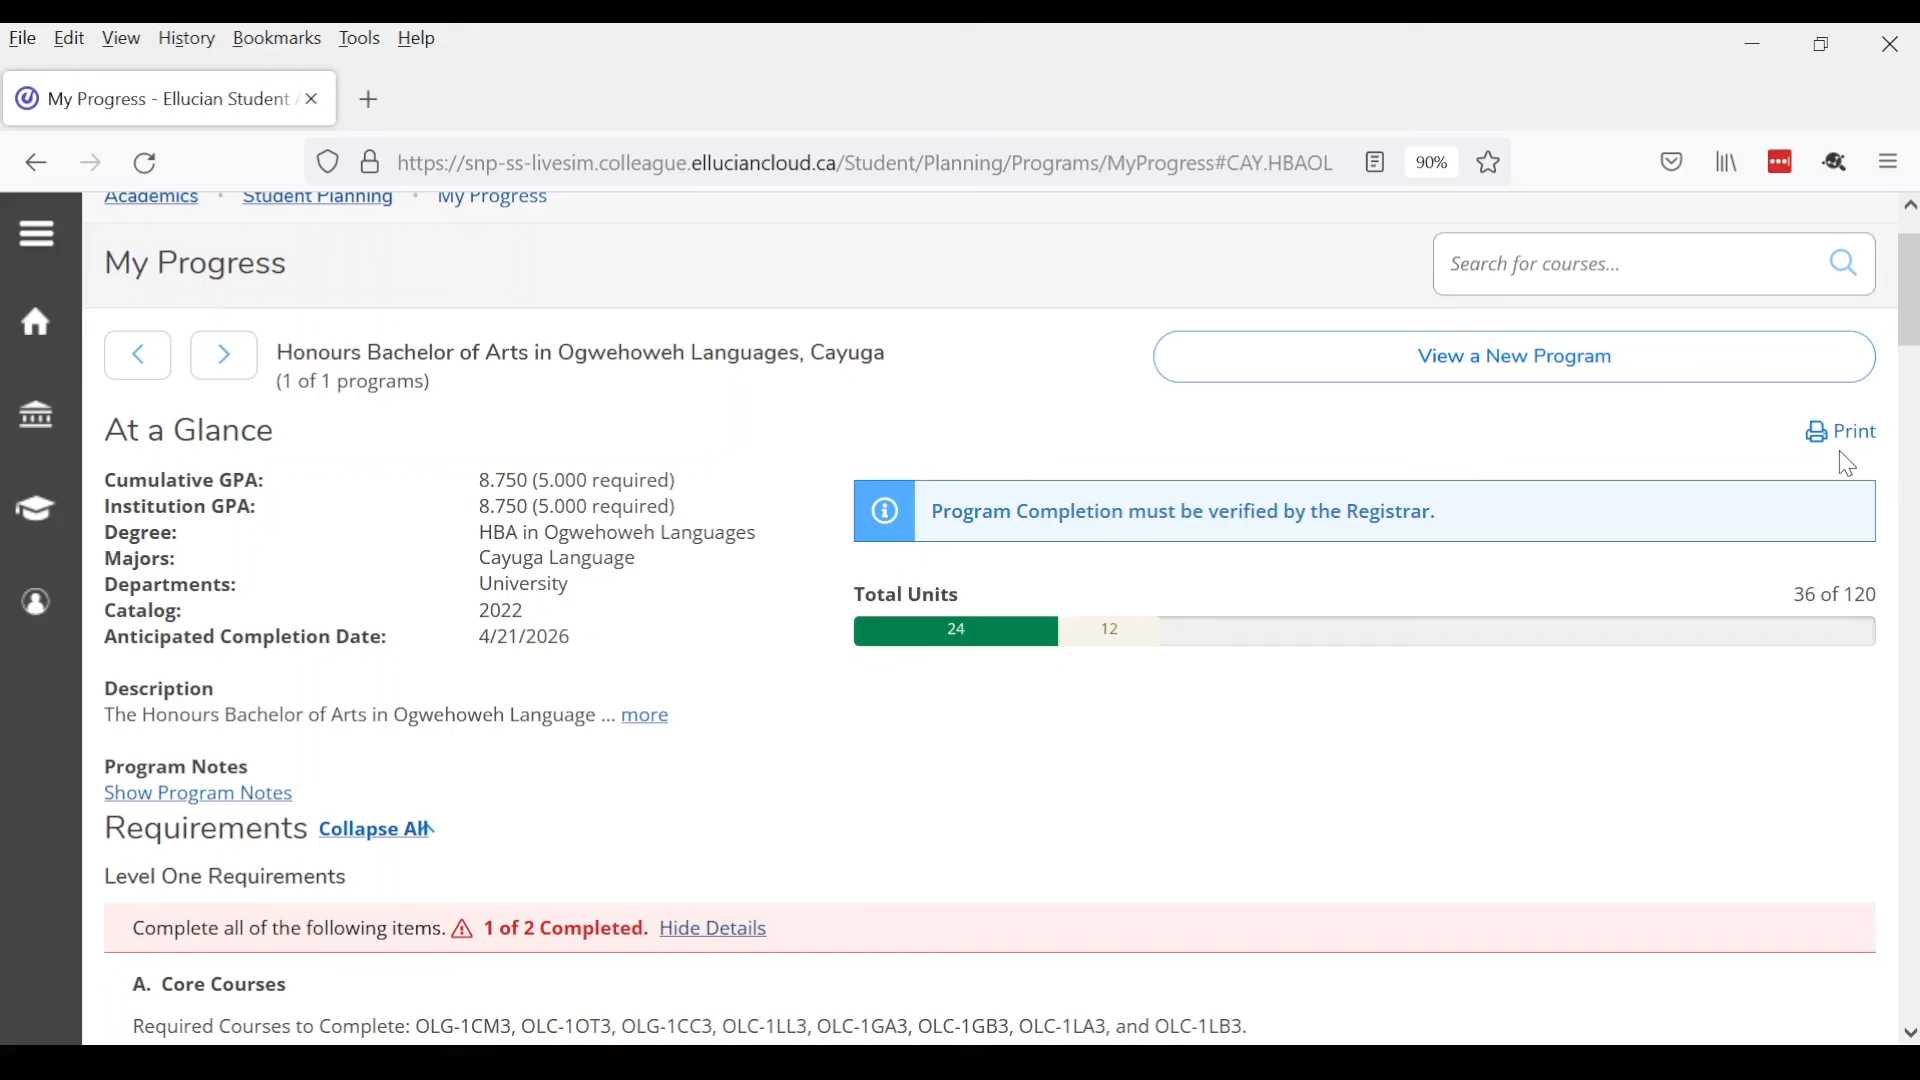 File Edit View History Bookmarks Tools Help
My Progress - Ellucian Student
https://snp-ss-livesim.colleague.elluciancloud.ca/Student/Planning/Programs/MyProgress#CAY.HBAOL 90%
Academics · Student Planning · My Progress
My Progress
Search for courses...
Honours Bachelor of Arts in Ogwehoweh Languages, Cayuga
(1 of 1 programs)
View a New Program
At a Glance
Print
Cumulative GPA: 8.750 (5.000 required)
Institution GPA: 8.750 (5.000 required)
Degree: HBA in Ogwehoweh Languages
Majors: Cayuga Language
Departments: University
Catalog: 2022
Anticipated Completion Date: 4/21/2026
Program Completion must be verified by the Registrar.
Total Units 36 of 120
24 12
Description
The Honours Bachelor of Arts in Ogwehoweh Language ... more
Program Notes
Show Program Notes
Requirements Collapse All
Level One Requirements
Complete all of the following items. 1 of 2 Completed. Hide Details
A. Core Courses
Required Courses to Complete: OLG-1CM3, OLC-1OT3, OLG-1CC3, OLC-1LL3, OLC-1GA3, OLC-1GB3, OLC-1LA3, and OLC-1LB3.